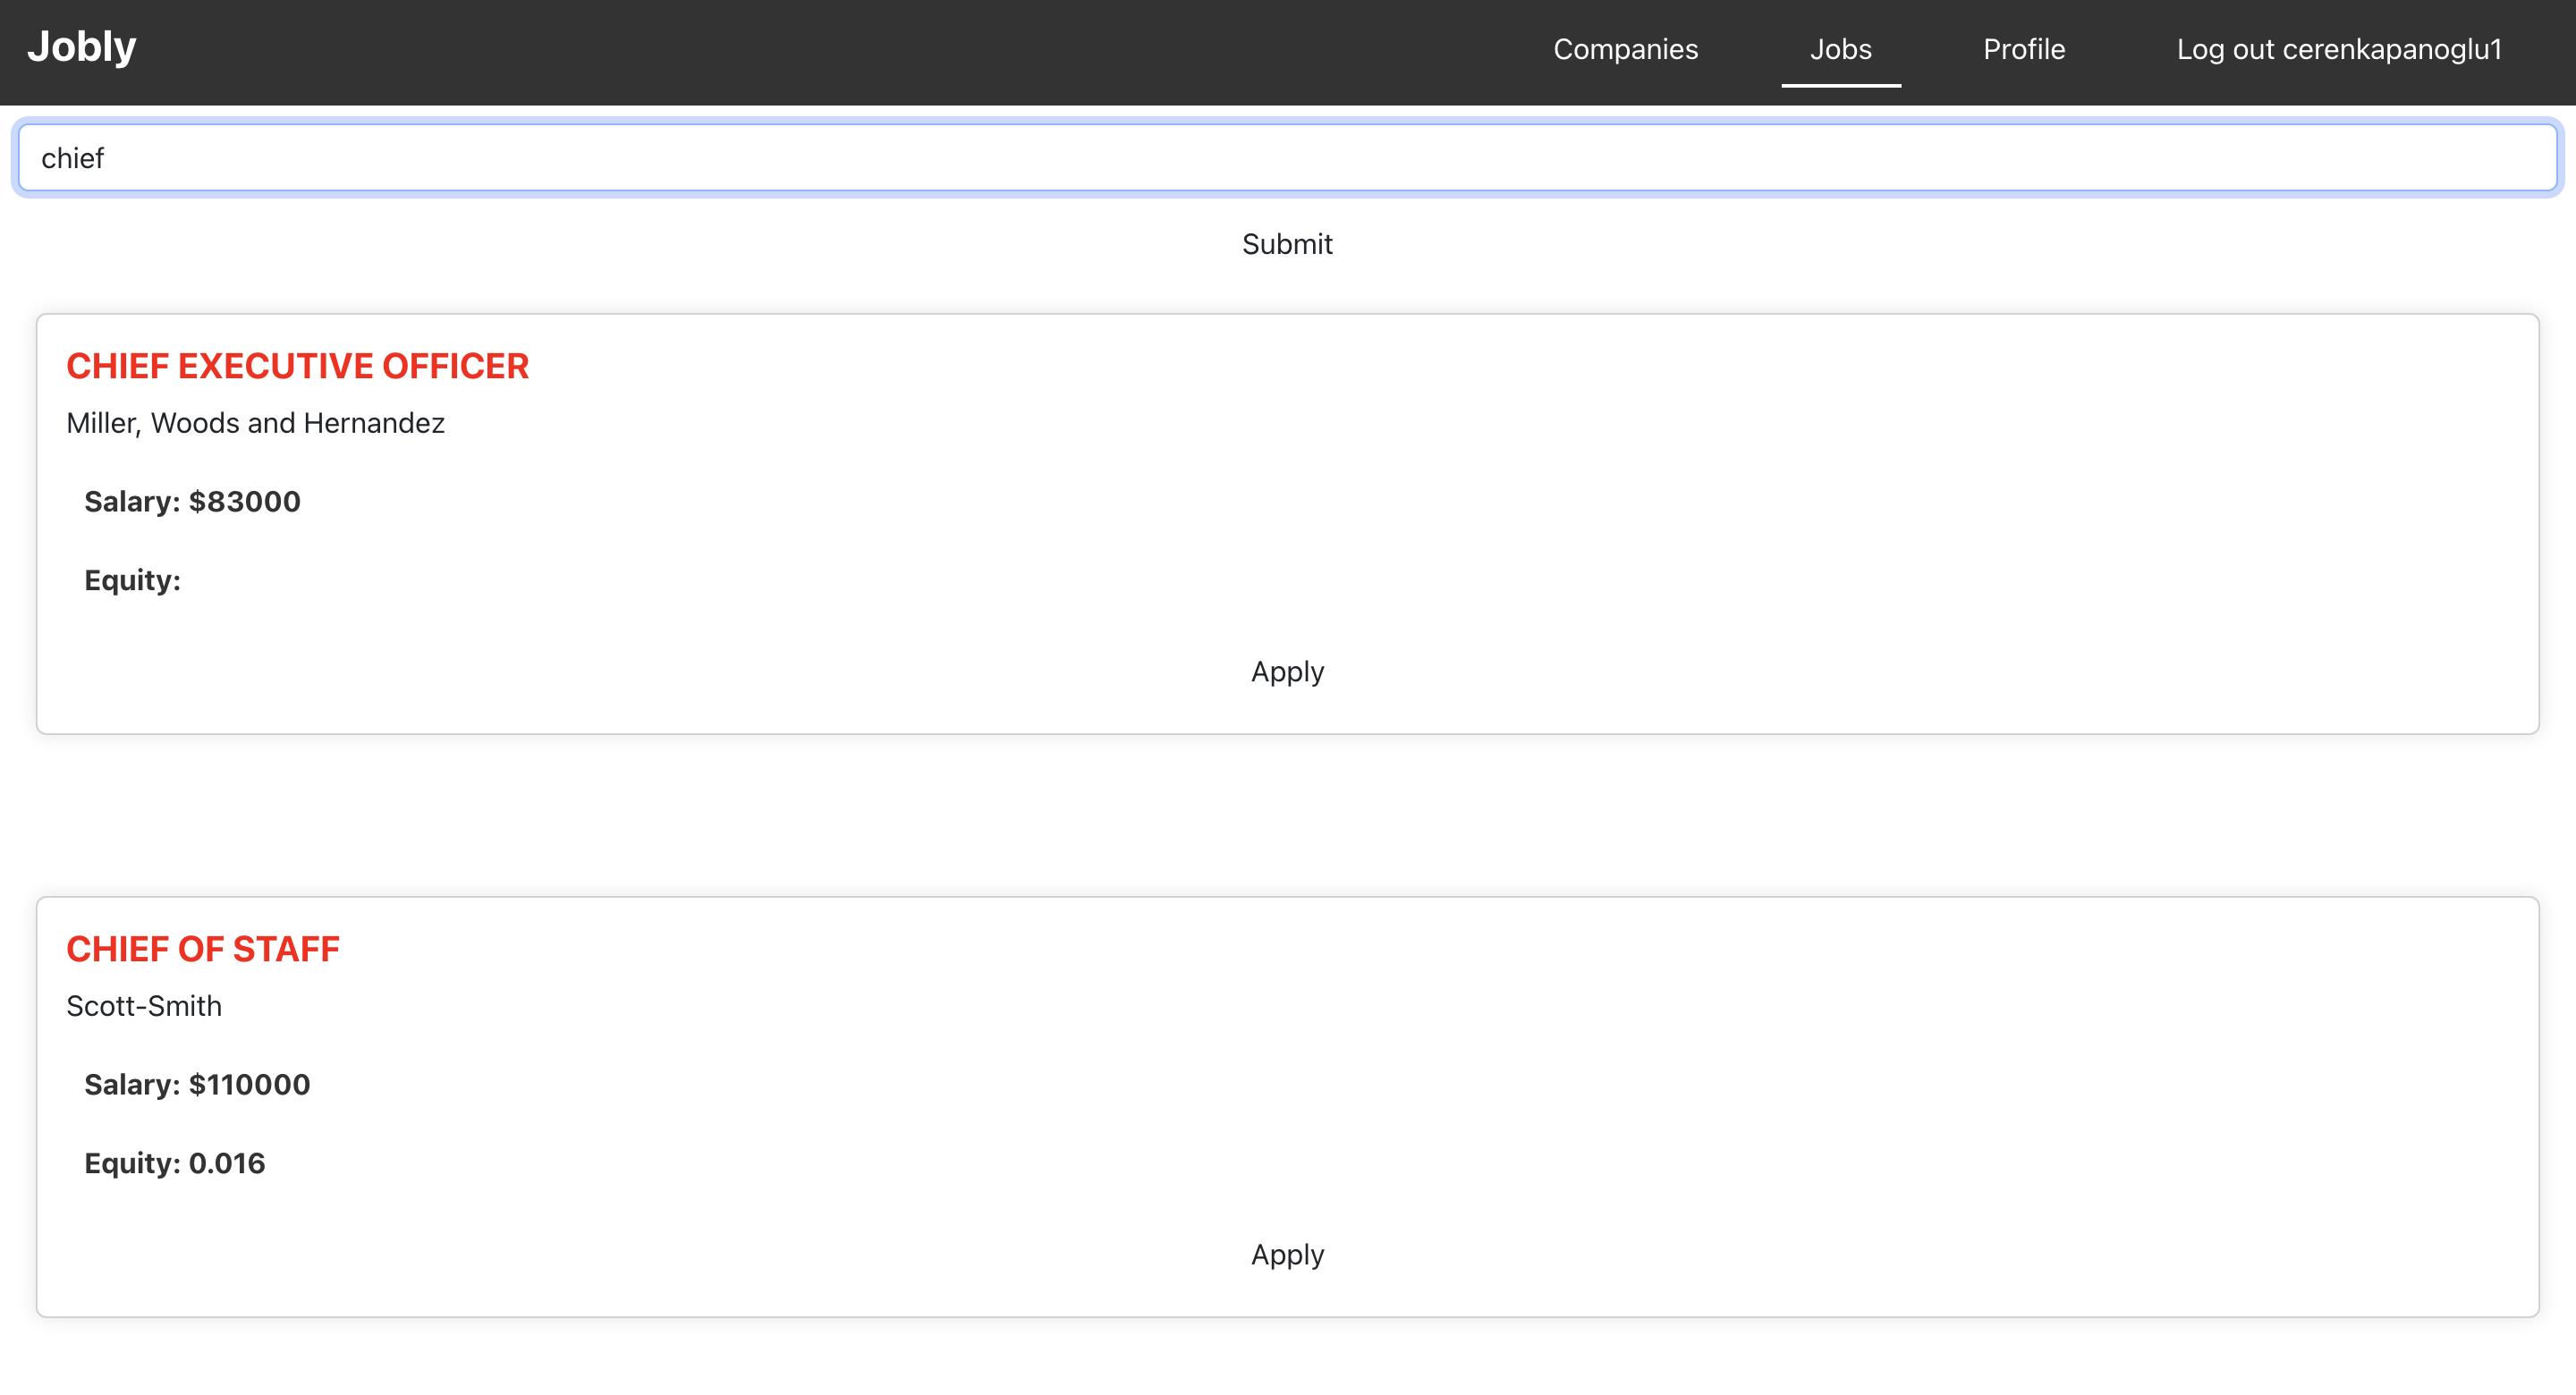 Jobly
Companies Jobs Profile Log out cerenkapanoglu1
chief
Submit
CHIEF EXECUTIVE OFFICER
Miller, Woods and Hernandez
Salary: $83000
Equity:
Apply
CHIEF OF STAFF
Scott-Smith
Salary: $110000
Equity: 0.016
Apply